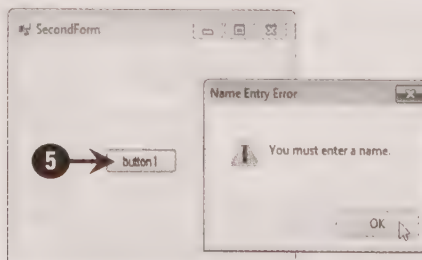 SecondForm
Name Entry Error
5
button1
You must enter a name.
OK